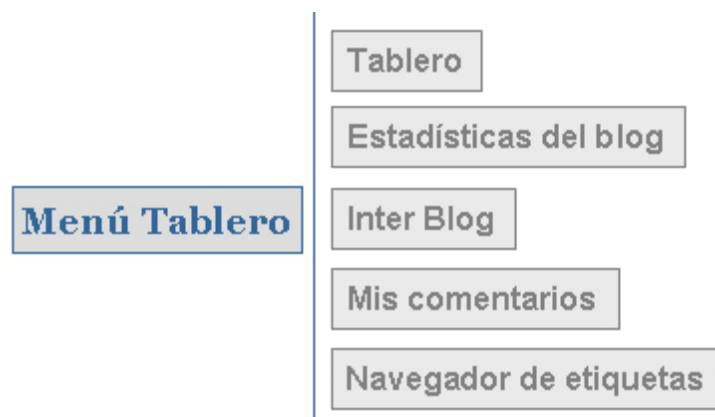 Menú Tablero
Tablero
Estadísticas del blog
Inter Blog
Mis comentarios
Navegador de etiquetas